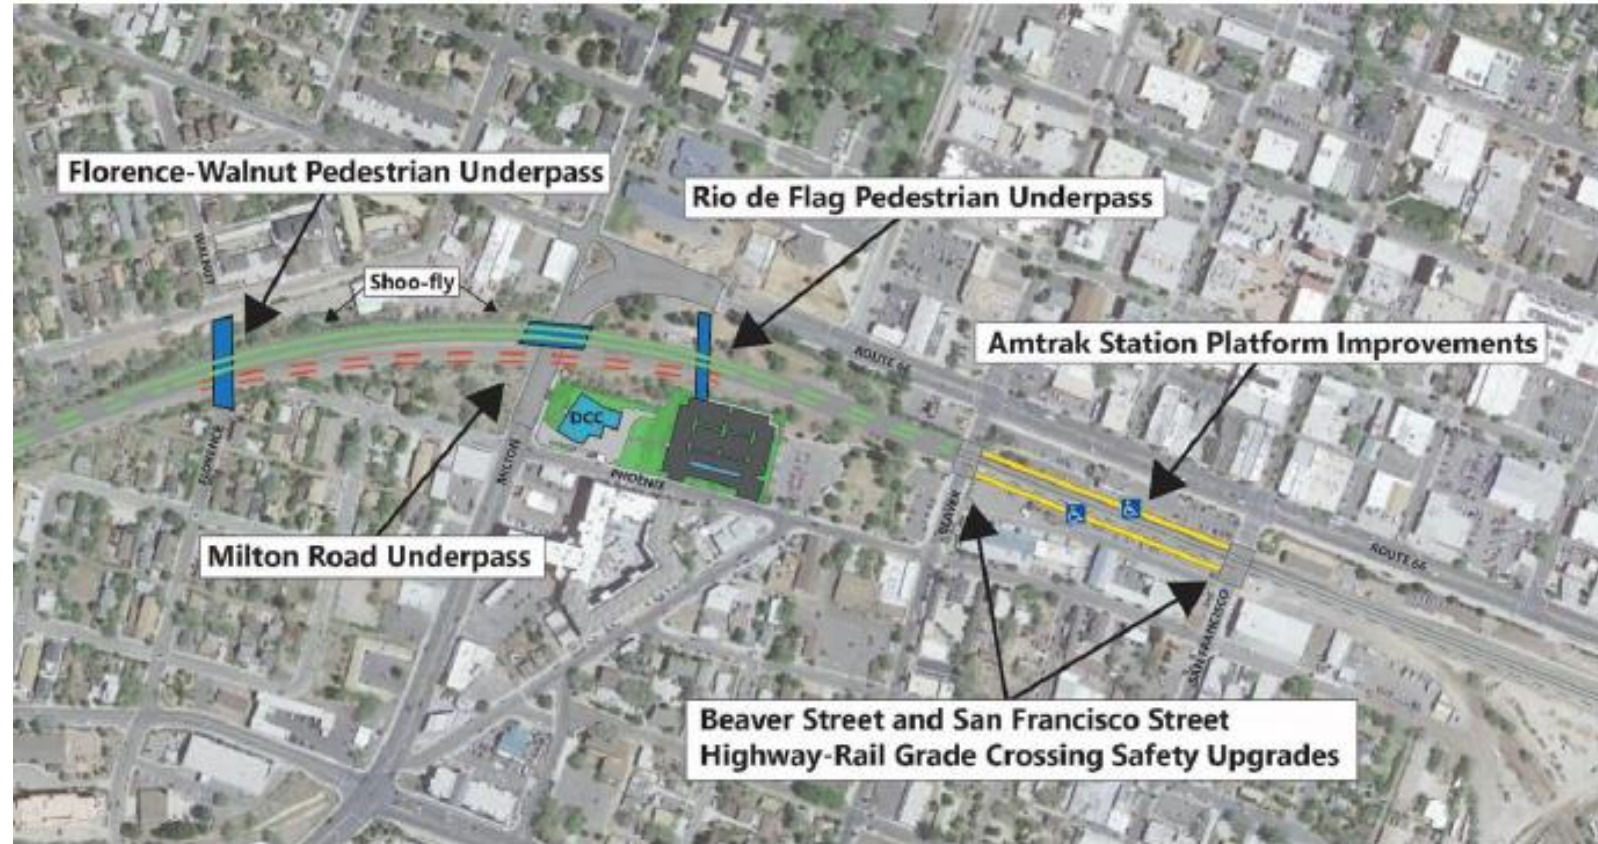 Florence-Walnut Pedestrian Underpass
Rio de Flag Pedestrian Underpass
WALNUT
Shoo-fly
Amtrak Station Platform Improvements
ROUTE 66
DCC
FLORENCE
MILTON
PHOENIX
BEAVER
ROUTE 66
Milton Road Underpass
SAN FRANCISCO
Beaver Street and San Francisco Street
Highway-Rail Grade Crossing Safety Upgrades